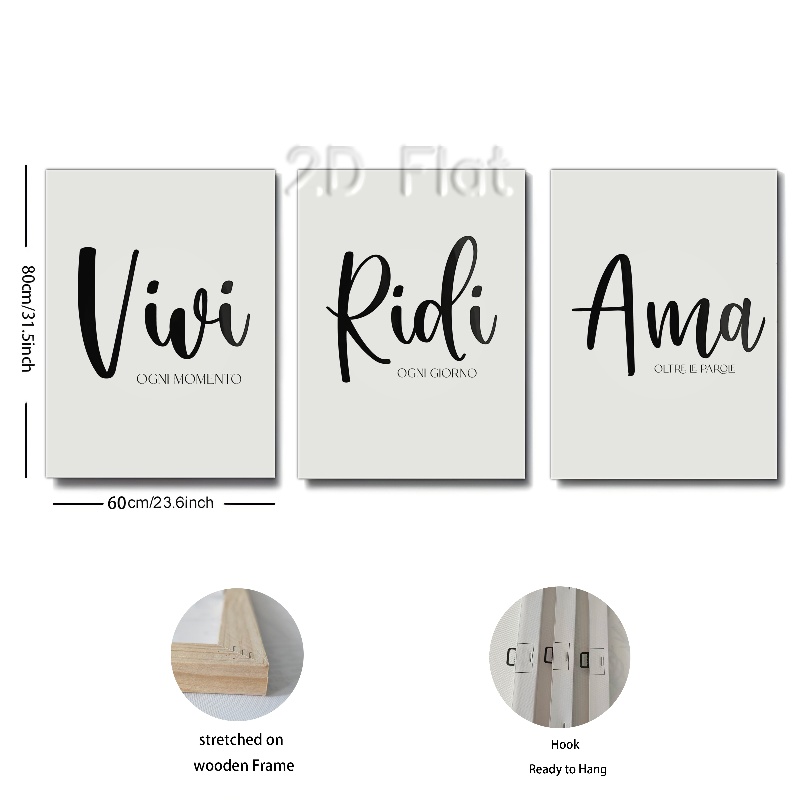 2D Flat
Vivi
OGNI MOMENTO
Ridi
OGNI GIORNO
Ama
OLTRE LE PAROLE
80cm/31.5inch
60cm/23.6inch
stretched on
wooden Frame
Hook
Ready to Hang